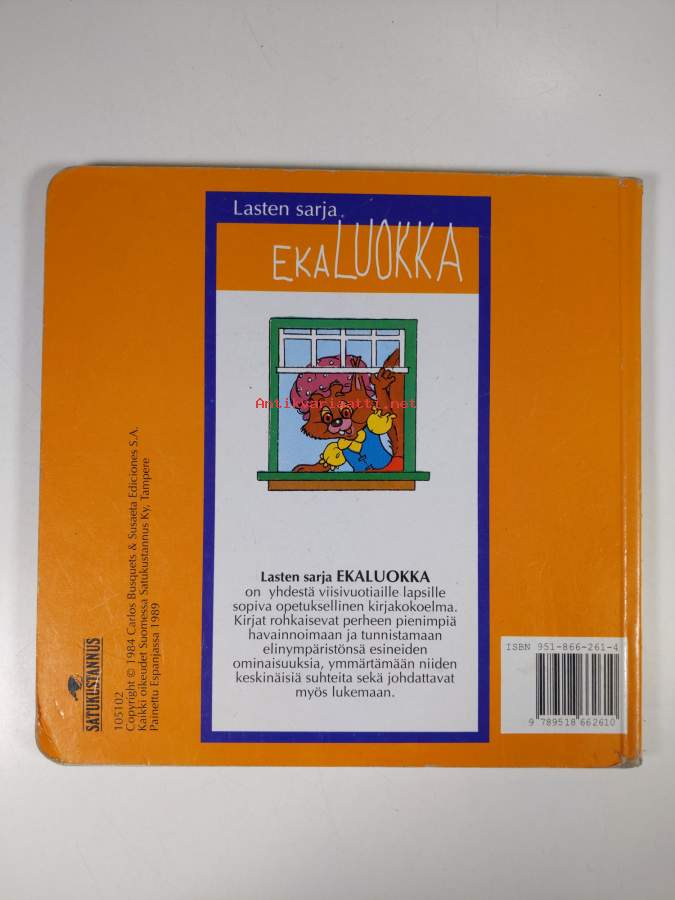 Lasten sarja
EKALUOKKA
Antikvariaatti.net
Lasten sarja EKALUOKKA
on yhdestä viisivuotiaille lapsille
sopiva opetuksellinen kirjakokoelma.
Kirjat rohkaisevat perheen pienimpiä
havainnoimaan ja tunnistamaan
elinympäristönsä esineiden
ominaisuuksia, ymmärtämään niiden
keskinäisiä suhteita sekä johdattavat
myös lukemaan.
SATUKUSTANNUS
105102
Copyright © 1984 Carlos Busquets & Susaeta Ediciones S.A.
Kaikki oikeudet Suomessa Satukustannus Ky, Tampere
Painettu Espanjassa 1989
ISBN 951-866-261-4
9 789518 662610